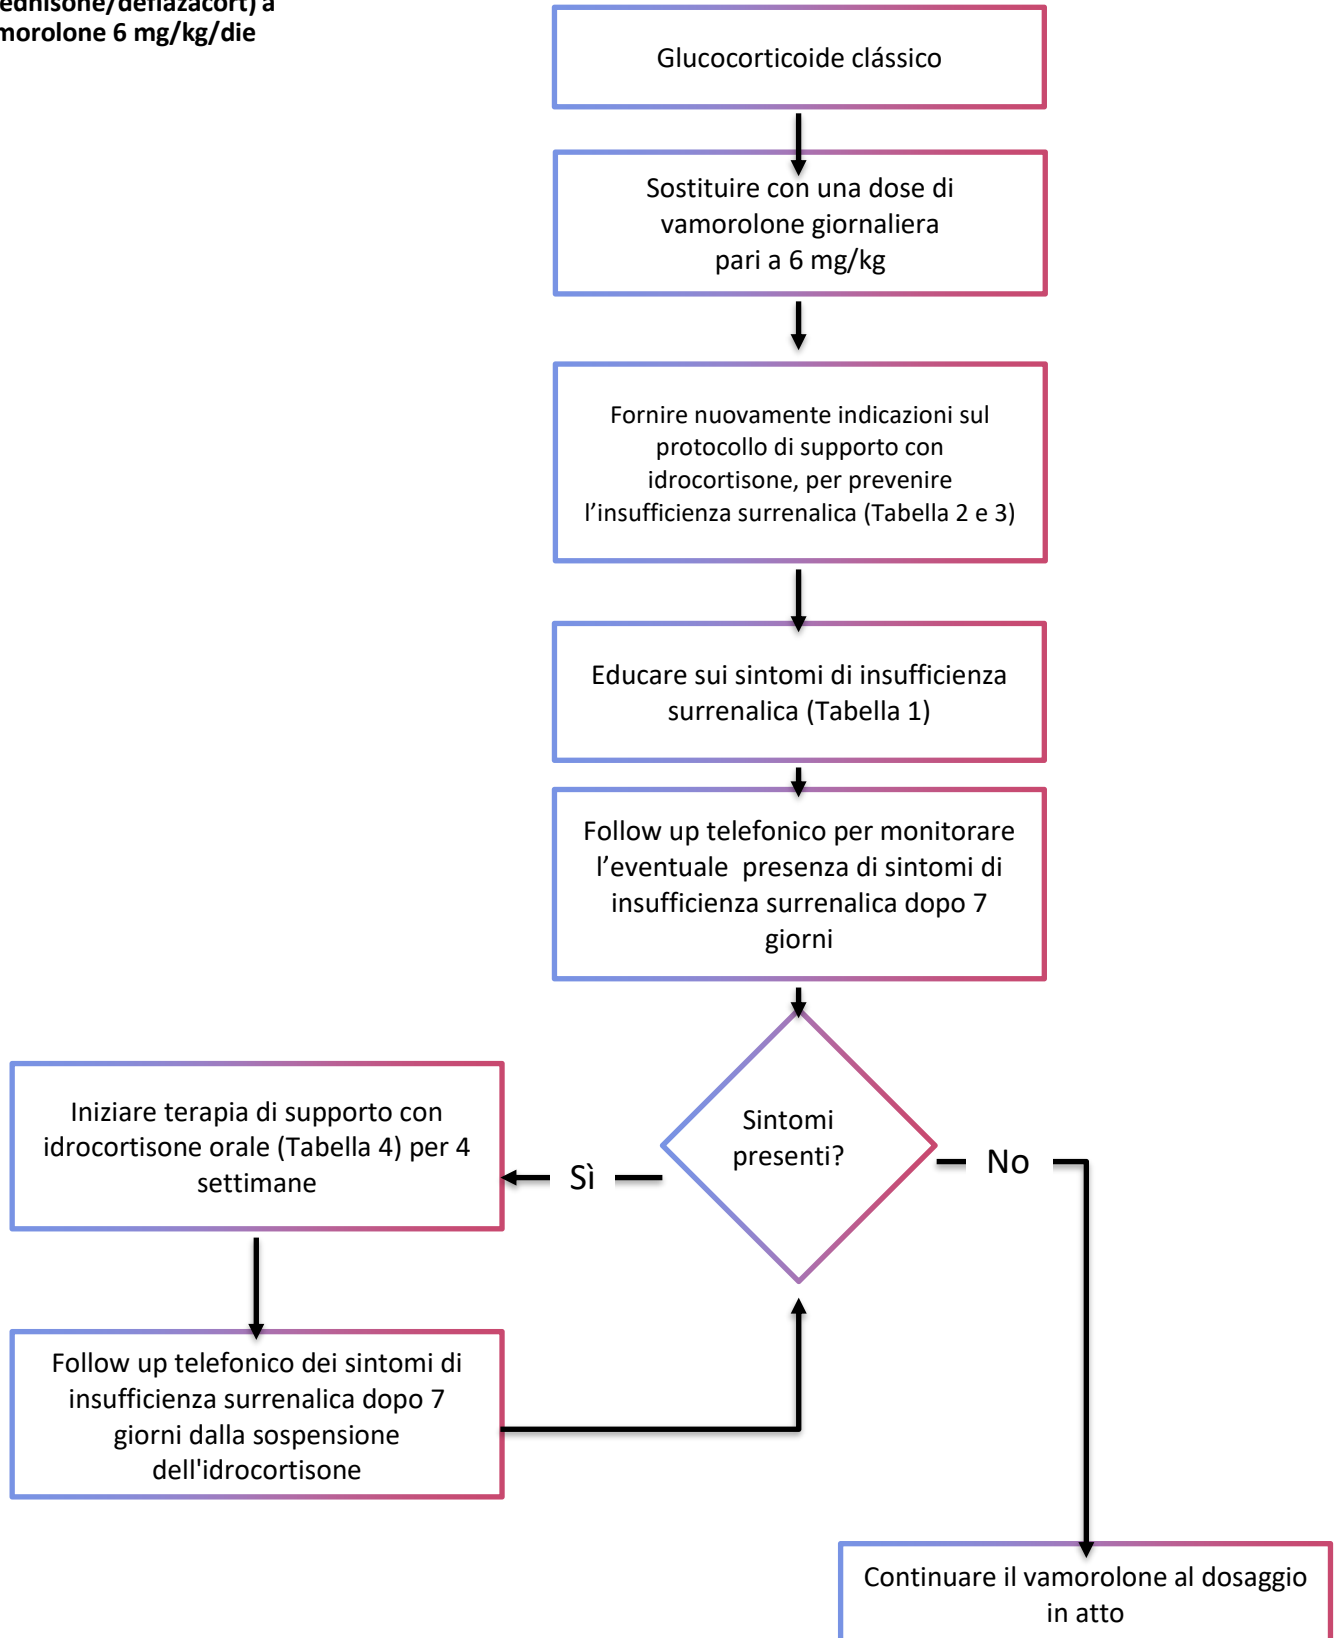 morolone 6 mg/kg/die
Glucocorticoide clássico
Sostituire con una dose di
vamorolone giornaliera
pari a 6 mg/kg
Fornire nuovamente indicazioni sul
protocollo di supporto con
idrocortisone, per prevenire
l’insufficienza surrenalica (Tabella 2 e 3)
Educare sui sintomi di insufficienza
surrenalica (Tabella 1)
Follow up telefonico per monitorare
l’eventuale presenza di sintomi di
insufficienza surrenalica dopo 7
giorni
Sintomi
presenti?
Sì
No
Iniziare terapia di supporto con
idrocortisone orale (Tabella 4) per 4
settimane
Follow up telefonico dei sintomi di
insufficienza surrenalica dopo 7
giorni dalla sospensione
dell'idrocortisone
Continuare il vamorolone al dosaggio
in atto